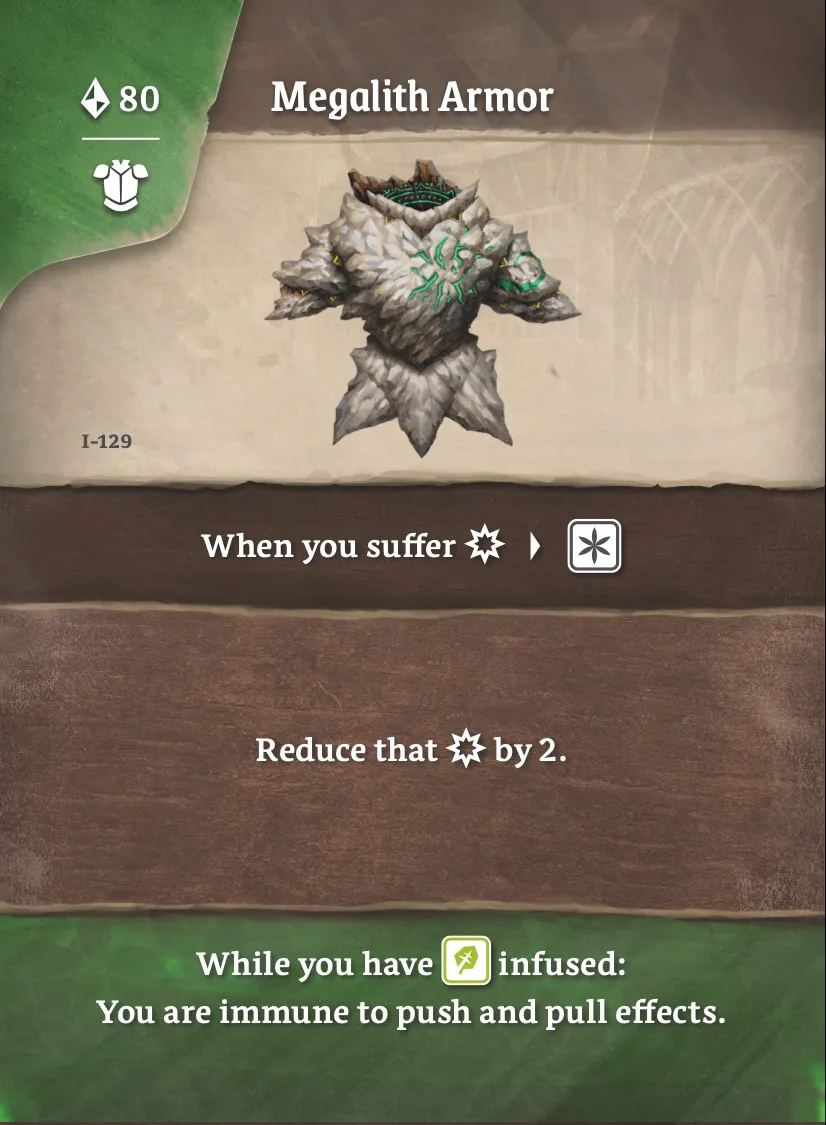 80
Megalith Armor
I-129
When you suffer
Reduce that by 2.
While you have infused:
You are immune to push and pull effects.